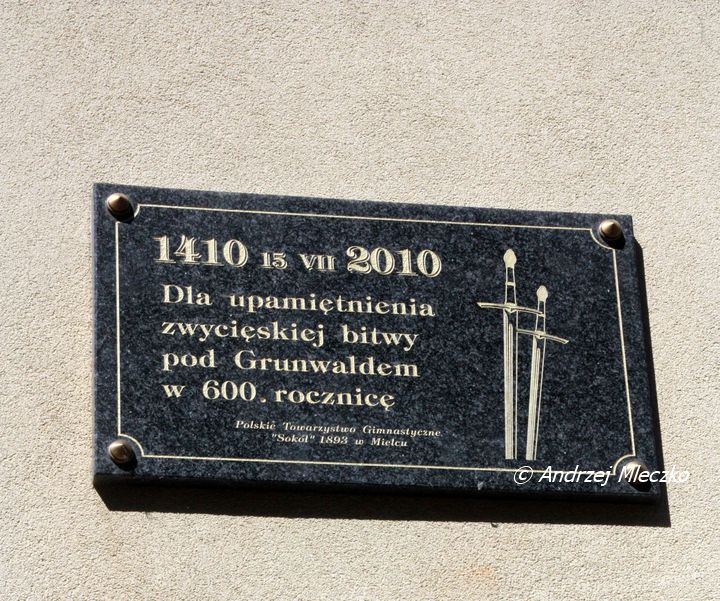 1410 15 VII 2010
Dla upamiętnienia
zwycięskiej bitwy
pod Grunwaldem
w 600. rocznicę
Polskie Towarzystwo Gimnastyczne
"Sokół" 1893 w Mielcu
© Andrzej Mleczko